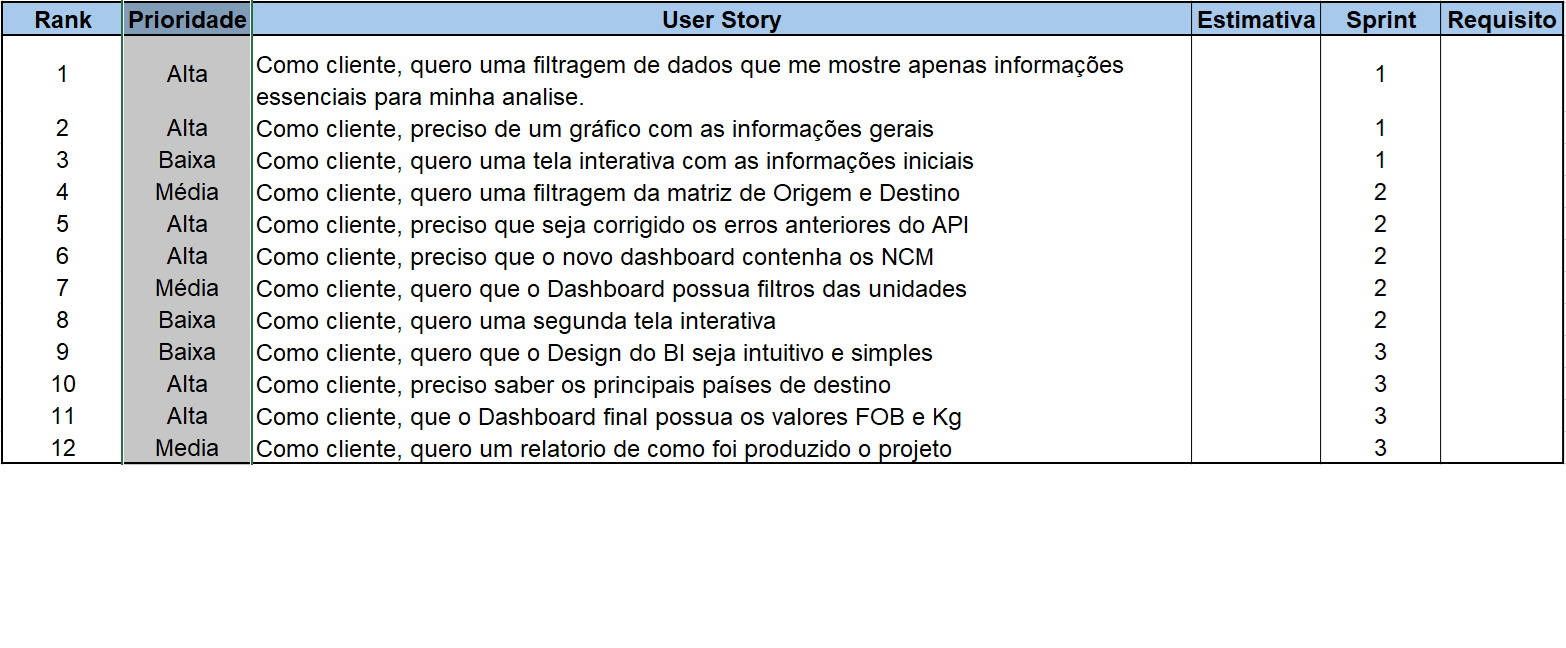 Rank Prioridade User Story Estimativa Sprint Requisito
1 Alta Como cliente, quero uma filtragem de dados que me mostre apenas informações 1
essenciais para minha analise.
2 Alta Como cliente, preciso de um gráfico com as informações gerais 1
3 Baixa Como cliente, quero uma tela interativa com as informações iniciais 1
4 Média Como cliente, quero uma filtragem da matriz de Origem e Destino 2
5 Alta Como cliente, preciso que seja corrigido os erros anteriores do API 2
6 Alta Como cliente, preciso que o novo dashboard contenha os NCM 2
7 Média Como cliente, quero que o Dashboard possua filtros das unidades 2
8 Baixa Como cliente, quero uma segunda tela interativa 2
9 Baixa Como cliente, quero que o Design do BI seja intuitivo e simples 3
10 Alta Como cliente, preciso saber os principais países de destino 3
11 Alta Como cliente, que o Dashboard final possua os valores FOB e Kg 3
12 Media Como cliente, quero um relatorio de como foi produzido o projeto 3